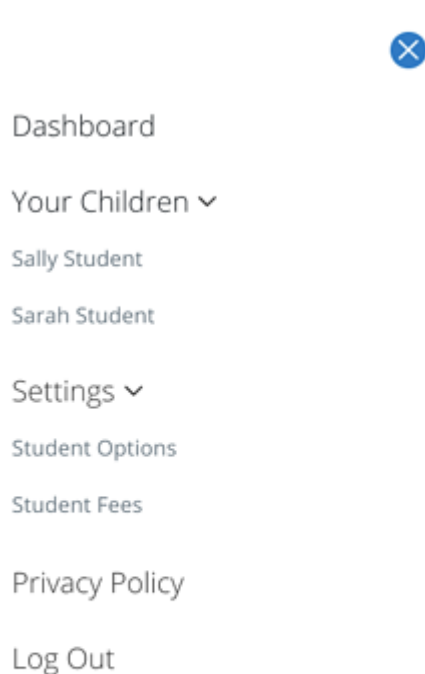 Dashboard
Your Children
Sally Student
Sarah Student
Settings
Student Options
Student Fees
Privacy Policy
Log Out